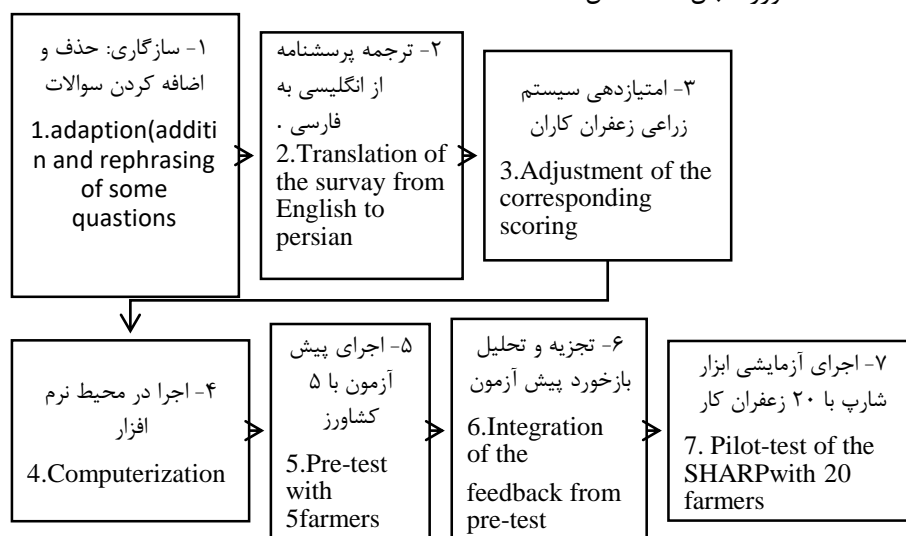 ۱- سازگاری: حذف و
اضافه کردن سوالات
1.adaption(additi
n and rephrasing
of some
quastions
۲- ترجمه پرسشنامه
از انگلیسی به
فارسی .
2.Translation of
the survay from
English to
persian
۳- امتیازدهی سیستم
زراعی زعفران کاران
3.Adjustment of the
corresponding
scoring
۴- اجرا در محیط نرم
افزار
4.Computerization
۵- اجرای پیش
آزمون با ۵
کشاورز
5.Pre-test
with
5farmers
۶- تجزیه و تحلیل
بازخورد پیش آزمون
6.Integration
of the
feedback from
pre-test
۷- اجرای آزمایشی ابزار
شارپ با ۲۰ زعفران کار
7. Pilot-test of the
SHARPwith 20
farmers